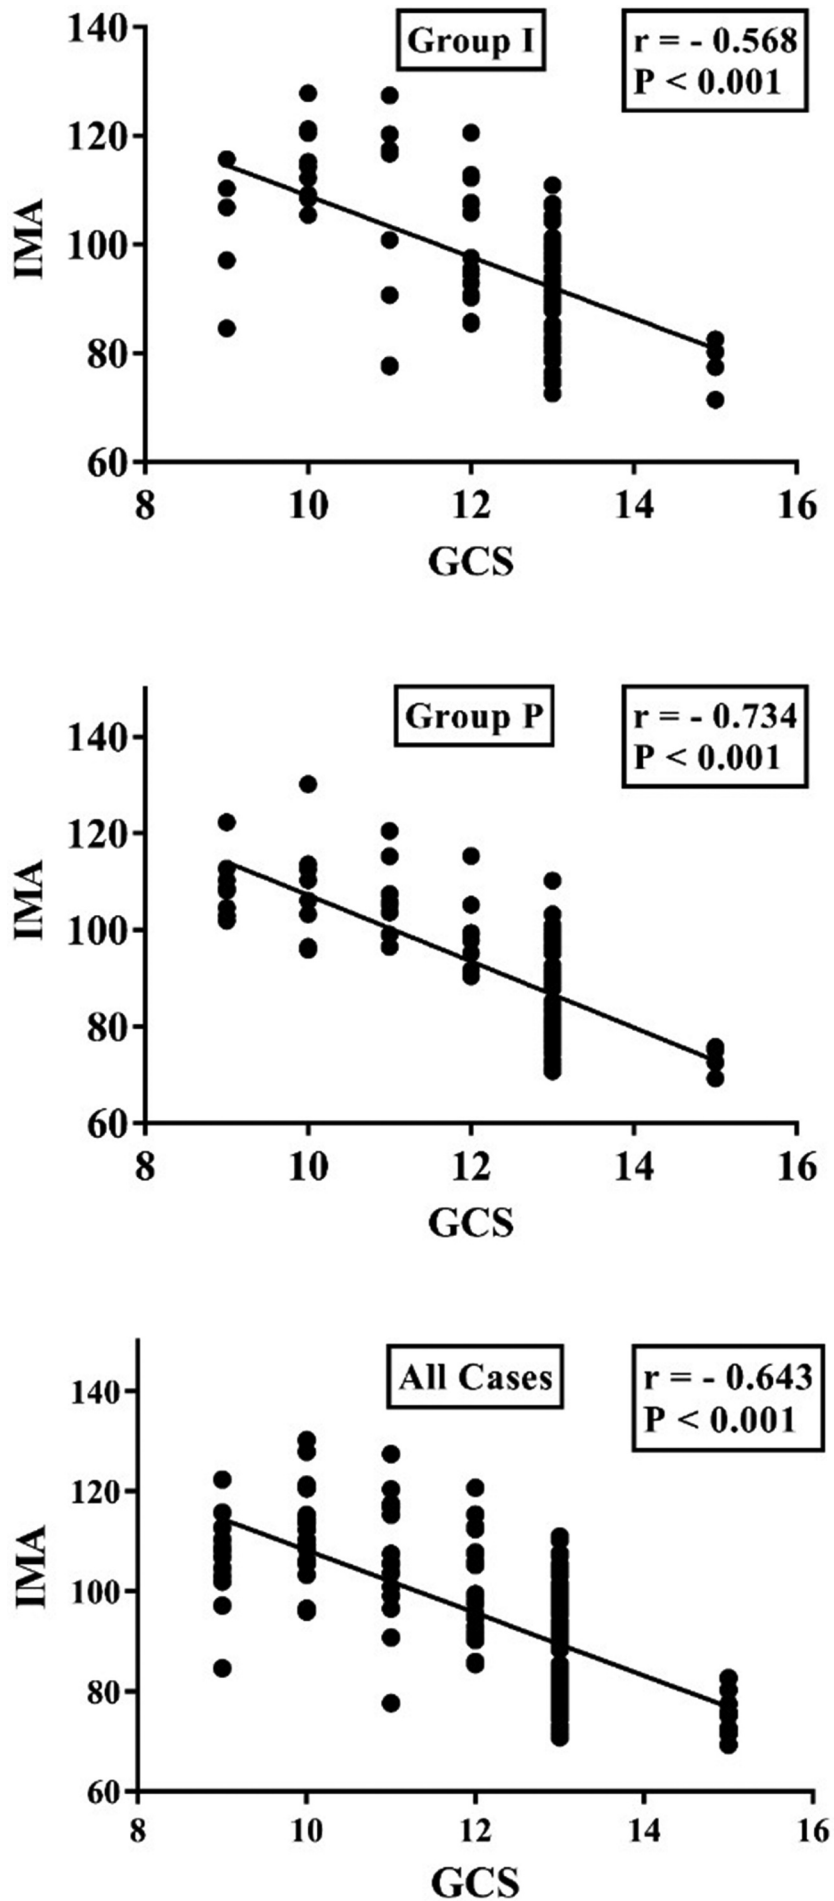 Group I
r = - 0.568
P < 0.001
140
120
100
80
60
IMA
8 10 12 14 16
GCS
Group P
r = - 0.734
P < 0.001
140
120
100
80
60
IMA
8 10 12 14 16
GCS
All Cases
r = - 0.643
P < 0.001
140
120
100
80
60
IMA
8 10 12 14 16
GCS